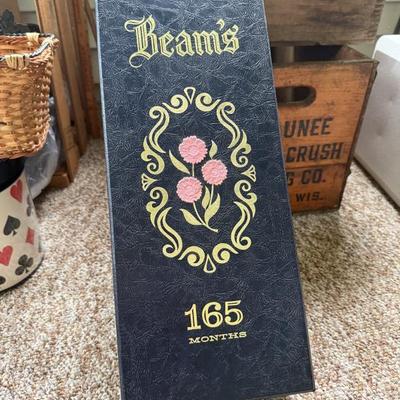 Beam's
165
MONTHS
UNEE
CRUSH
G CO.
WIS.